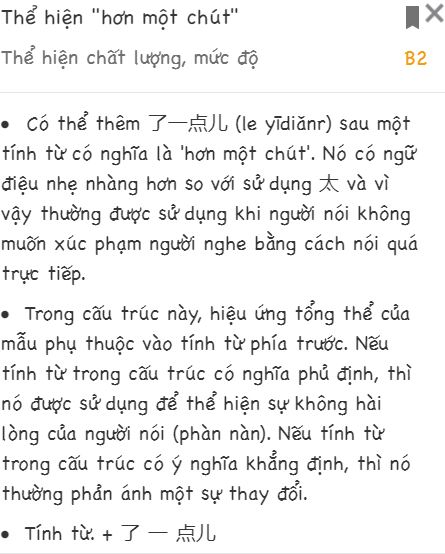 Thể hiện "hơn một chút"
Thể hiện chất lượng, mức độ B2
• Có thể thêm 了一点儿 (le yīdiǎnr) sau một
tính từ có nghĩa là 'hơn một chút'. Nó có ngữ
điệu nhẹ nhàng hơn so với sử dụng 太 và vì
vậy thường được sử dụng khi người nói không
muốn xúc phạm người nghe bằng cách nói quá
trực tiếp.
• Trong cấu trúc này, hiệu ứng tổng thể của
mẫu phụ thuộc vào tính từ phía trước. Nếu
tính từ trong cấu trúc có nghĩa phủ định, thì
nó được sử dụng để thể hiện sự không hài
lòng của người nói (phàn nàn). Nếu tính từ
trong cấu trúc có ý nghĩa khẳng định, thì nó
thường phản ánh một sự thay đổi.
• Tính từ. + 了 一 点儿